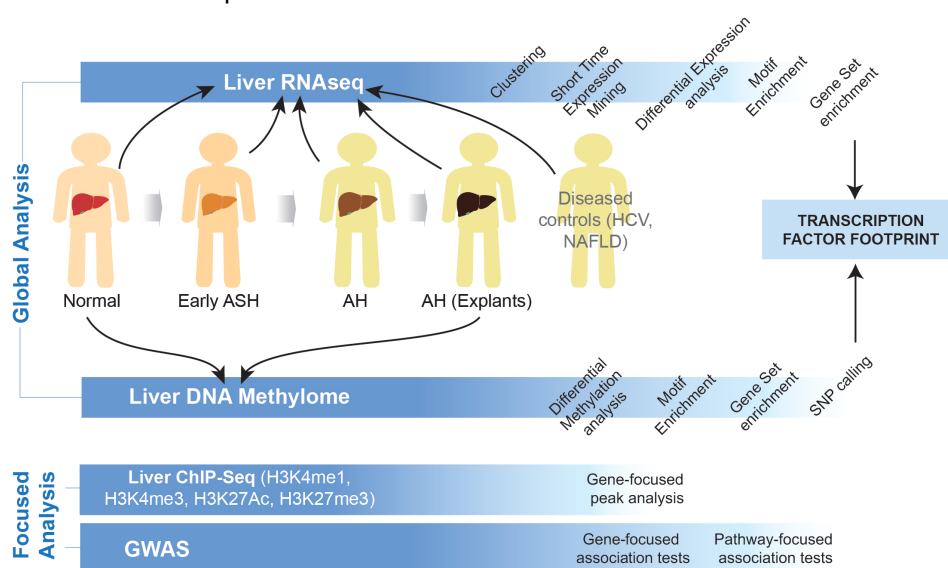 Liver RNAseq
Clustering
Short Time
Expression
Mining
Differential Expression
analysis
Motif
Enrichment
Gene Set
enrichment
Global Analysis
Diseased
controls (HCV,
NAFLD)
TRANSCRIPTION
FACTOR FOOTPRINT
Normal
Early ASH
AH
AH (Explants)
Liver DNA Methylome
Differential
Methylation
analysis
Motif
Enrichment
Gene Set
enrichment
SNP calling
Focused
Analysis
Liver ChIP-Seq (H3K4me1,
H3K4me3, H3K27Ac, H3K27me3)
Gene-focused
peak analysis
GWAS
Gene-focused
association tests
Pathway-focused
association tests